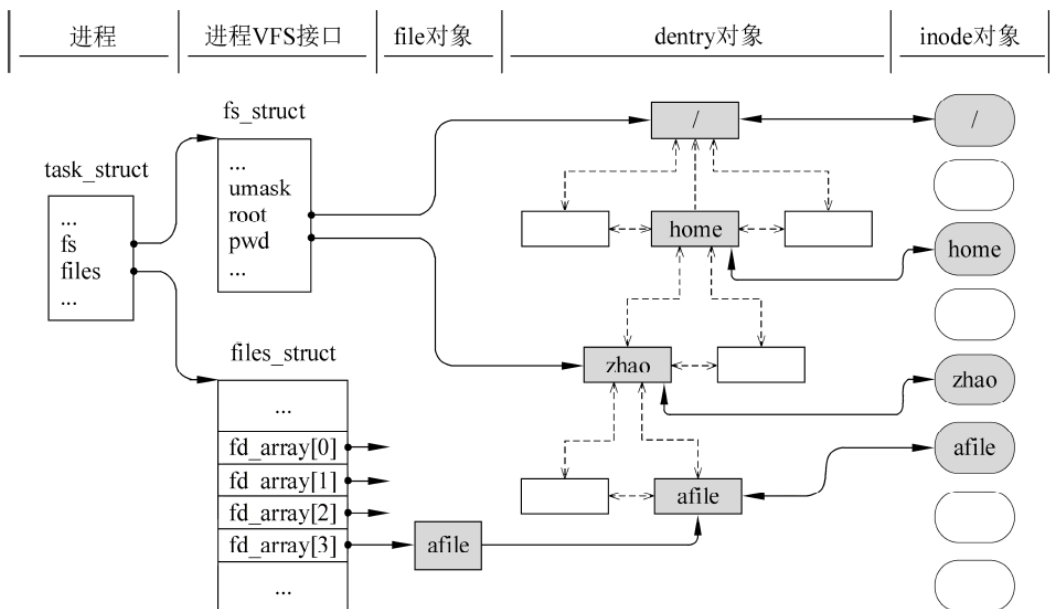 进程
进程VFS接口
file对象
dentry对象
inode对象
fs_struct
...
umask
root
pwd
...
task_struct
...
fs
files
...
files_struct
...
fd_array[0]
fd_array[1]
fd_array[2]
fd_array[3]
...
afile
/
home
zhao
afile
/
home
zhao
afile